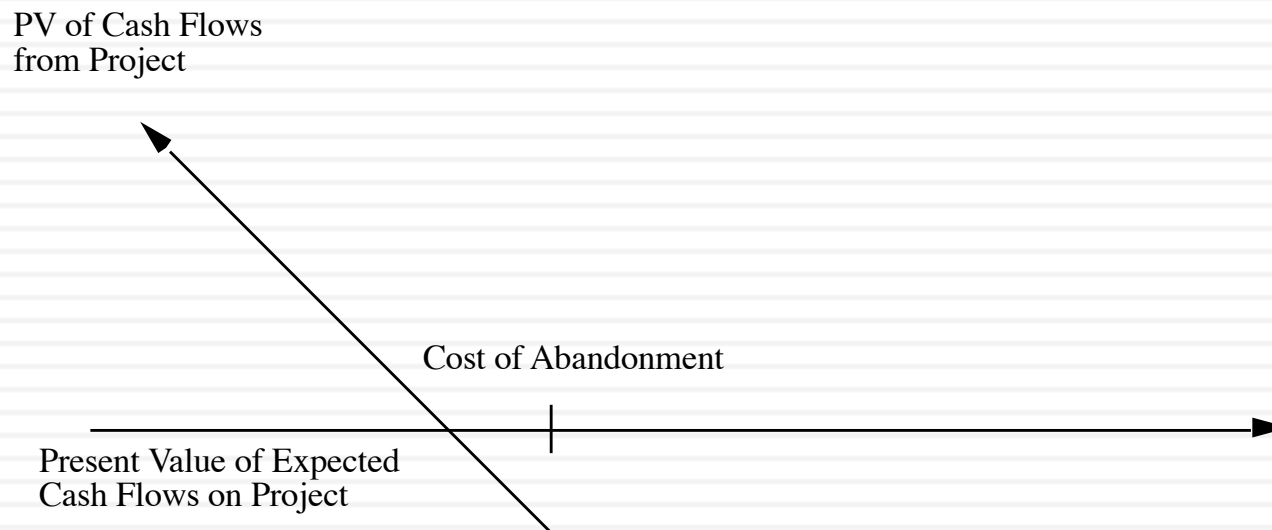 PV of Cash Flows
from Project
Cost of Abandonment
Present Value of Expected
Cash Flows on Project